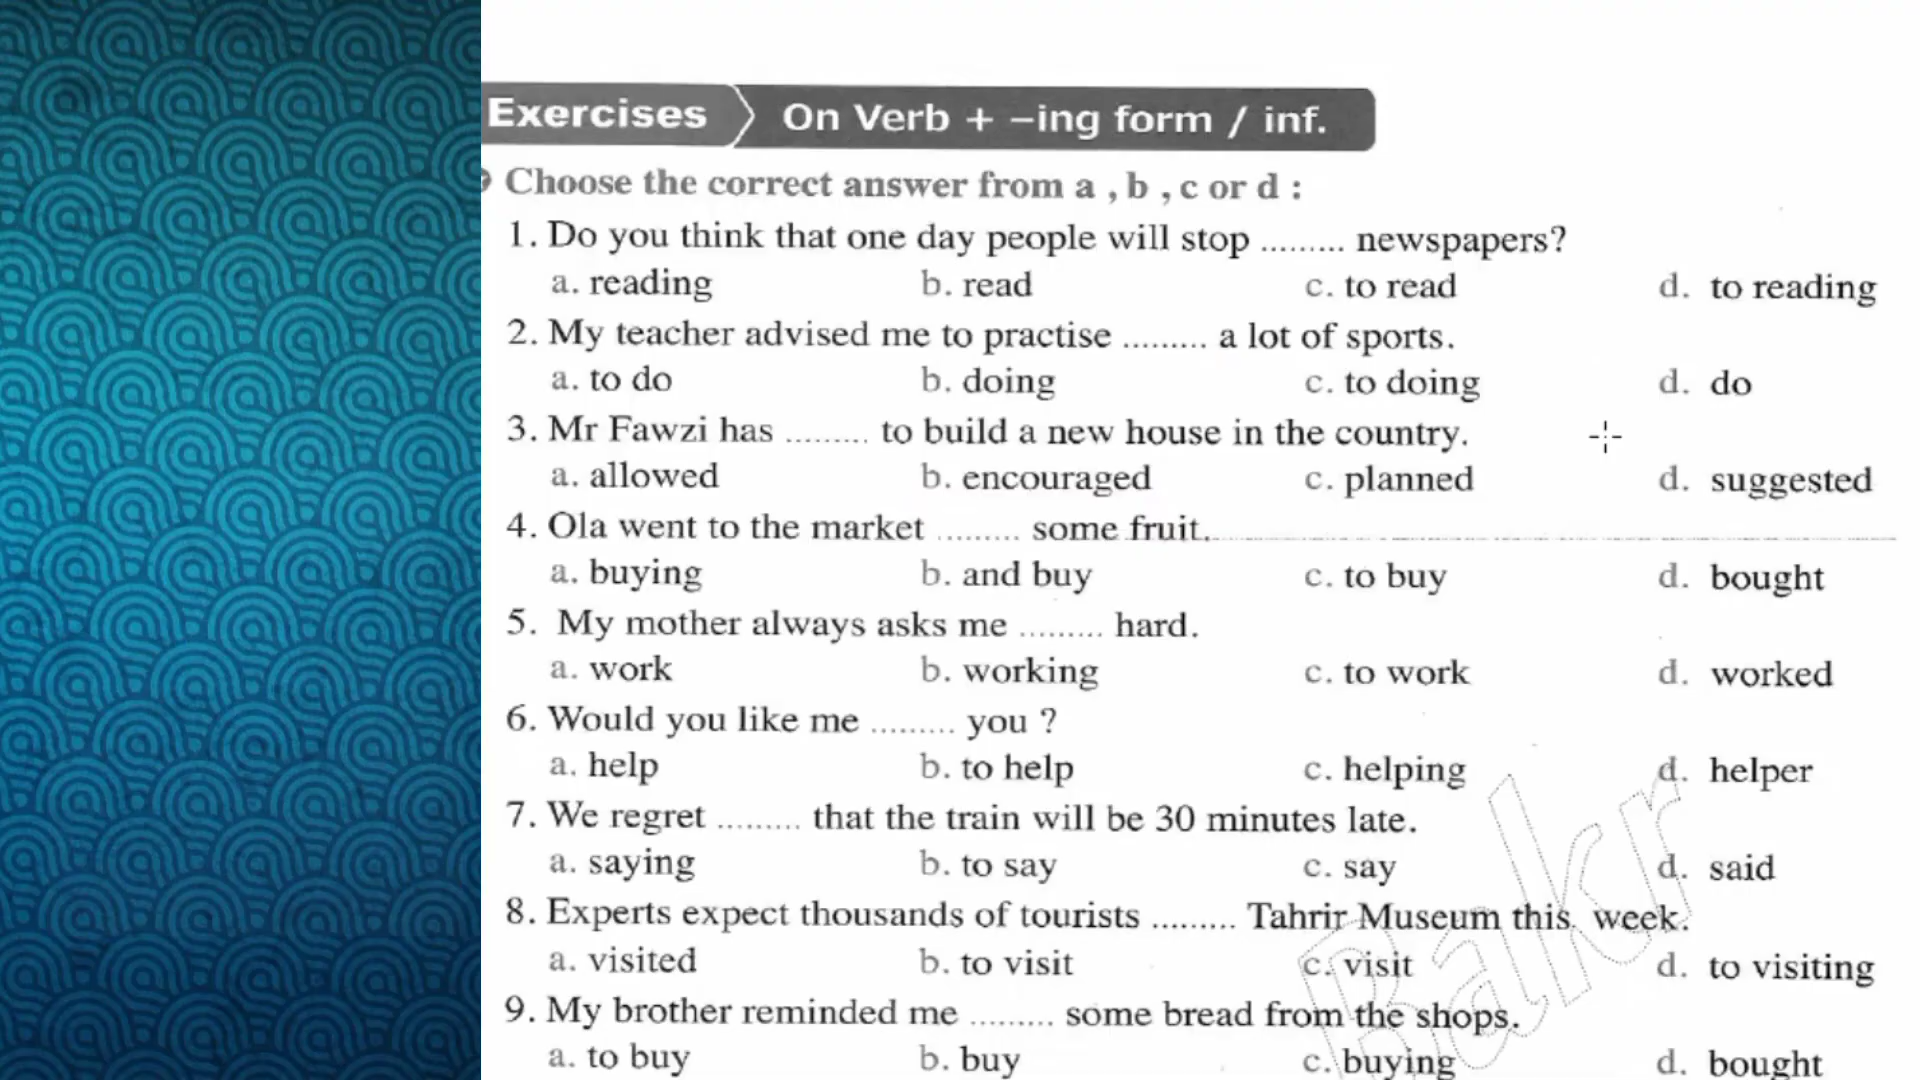 Exercises On Verb + -ing form / inf.
Choose the correct answer from a , b , c or d :
1. Do you think that one day people will stop ......... newspapers?
a. reading b. read c. to read d. to reading
2. My teacher advised me to practise ......... a lot of sports.
a. to do b. doing c. to doing d. do
3. Mr Fawzi has ......... to build a new house in the country.
a. allowed b. encouraged c. planned d. suggested
4. Ola went to the market ......... some fruit.
a. buying b. and buy c. to buy d. bought
5. My mother always asks me ......... hard.
a. work b. working c. to work d. worked
6. Would you like me ......... you ?
a. help b. to help c. helping d. helper
7. We regret ......... that the train will be 30 minutes late.
a. saying b. to say c. say d. said
8. Experts expect thousands of tourists ......... Tahrir Museum this week.
a. visited b. to visit c. visit d. to visiting
9. My brother reminded me ......... some bread from the shops.
a. to buy b. buy c. buying d. bought
Bakr